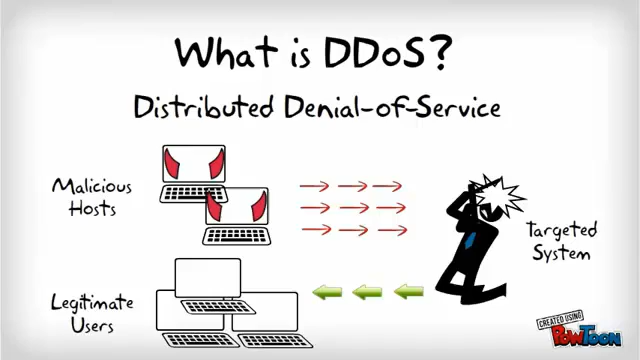 What is DDoS?
Distributed Denial-of-Service
Malicious
Hosts
Targeted
System
Legitimate
Users
CREATED USING
POWTOON